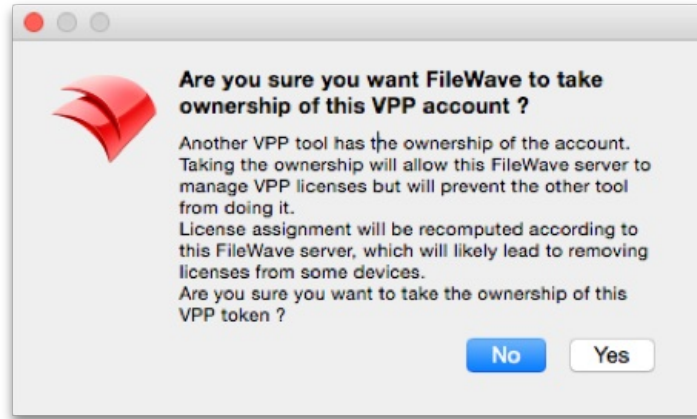 Are you sure you want FileWave to take
ownership of this VPP account ?
Another VPP tool has the ownership of the account.
Taking the ownership will allow this FileWave server to
manage VPP licenses but will prevent the other tool
from doing it.
License assignment will be recomputed according to
this FileWave server, which will likely lead to removing
licenses from some devices.
Are you sure you want to take the ownership of this
VPP token ?
No Yes